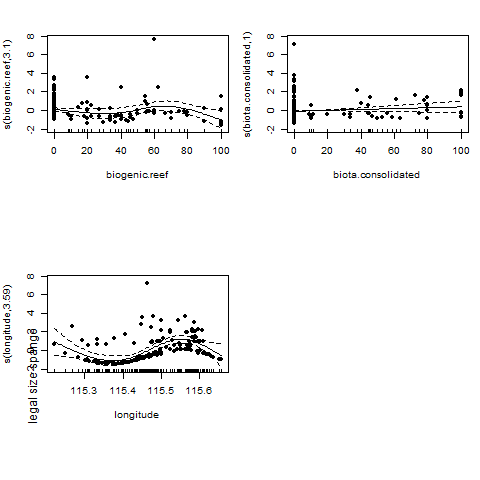 s(biogenic.reef,3.1)
8
6
4
2
0
-2
0 20 40 60 80 100
biogenic.reef
s(biota.consolidated,1)
8
6
4
2
0
-2
0 20 40 60 80 100
biota.consolidated
legal size spang2
s(longitude,3.59)
8
6
4
2
0
-2
115.3 115.4 115.5 115.6
longitude